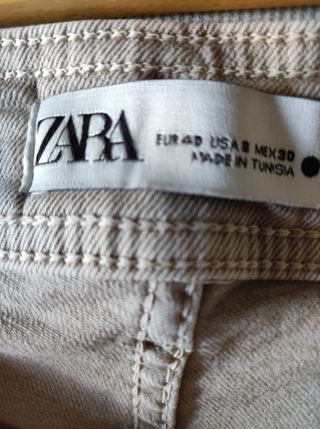 ZARA
EUR 40 USA 8 MEX 30
MADE IN TUNISIA